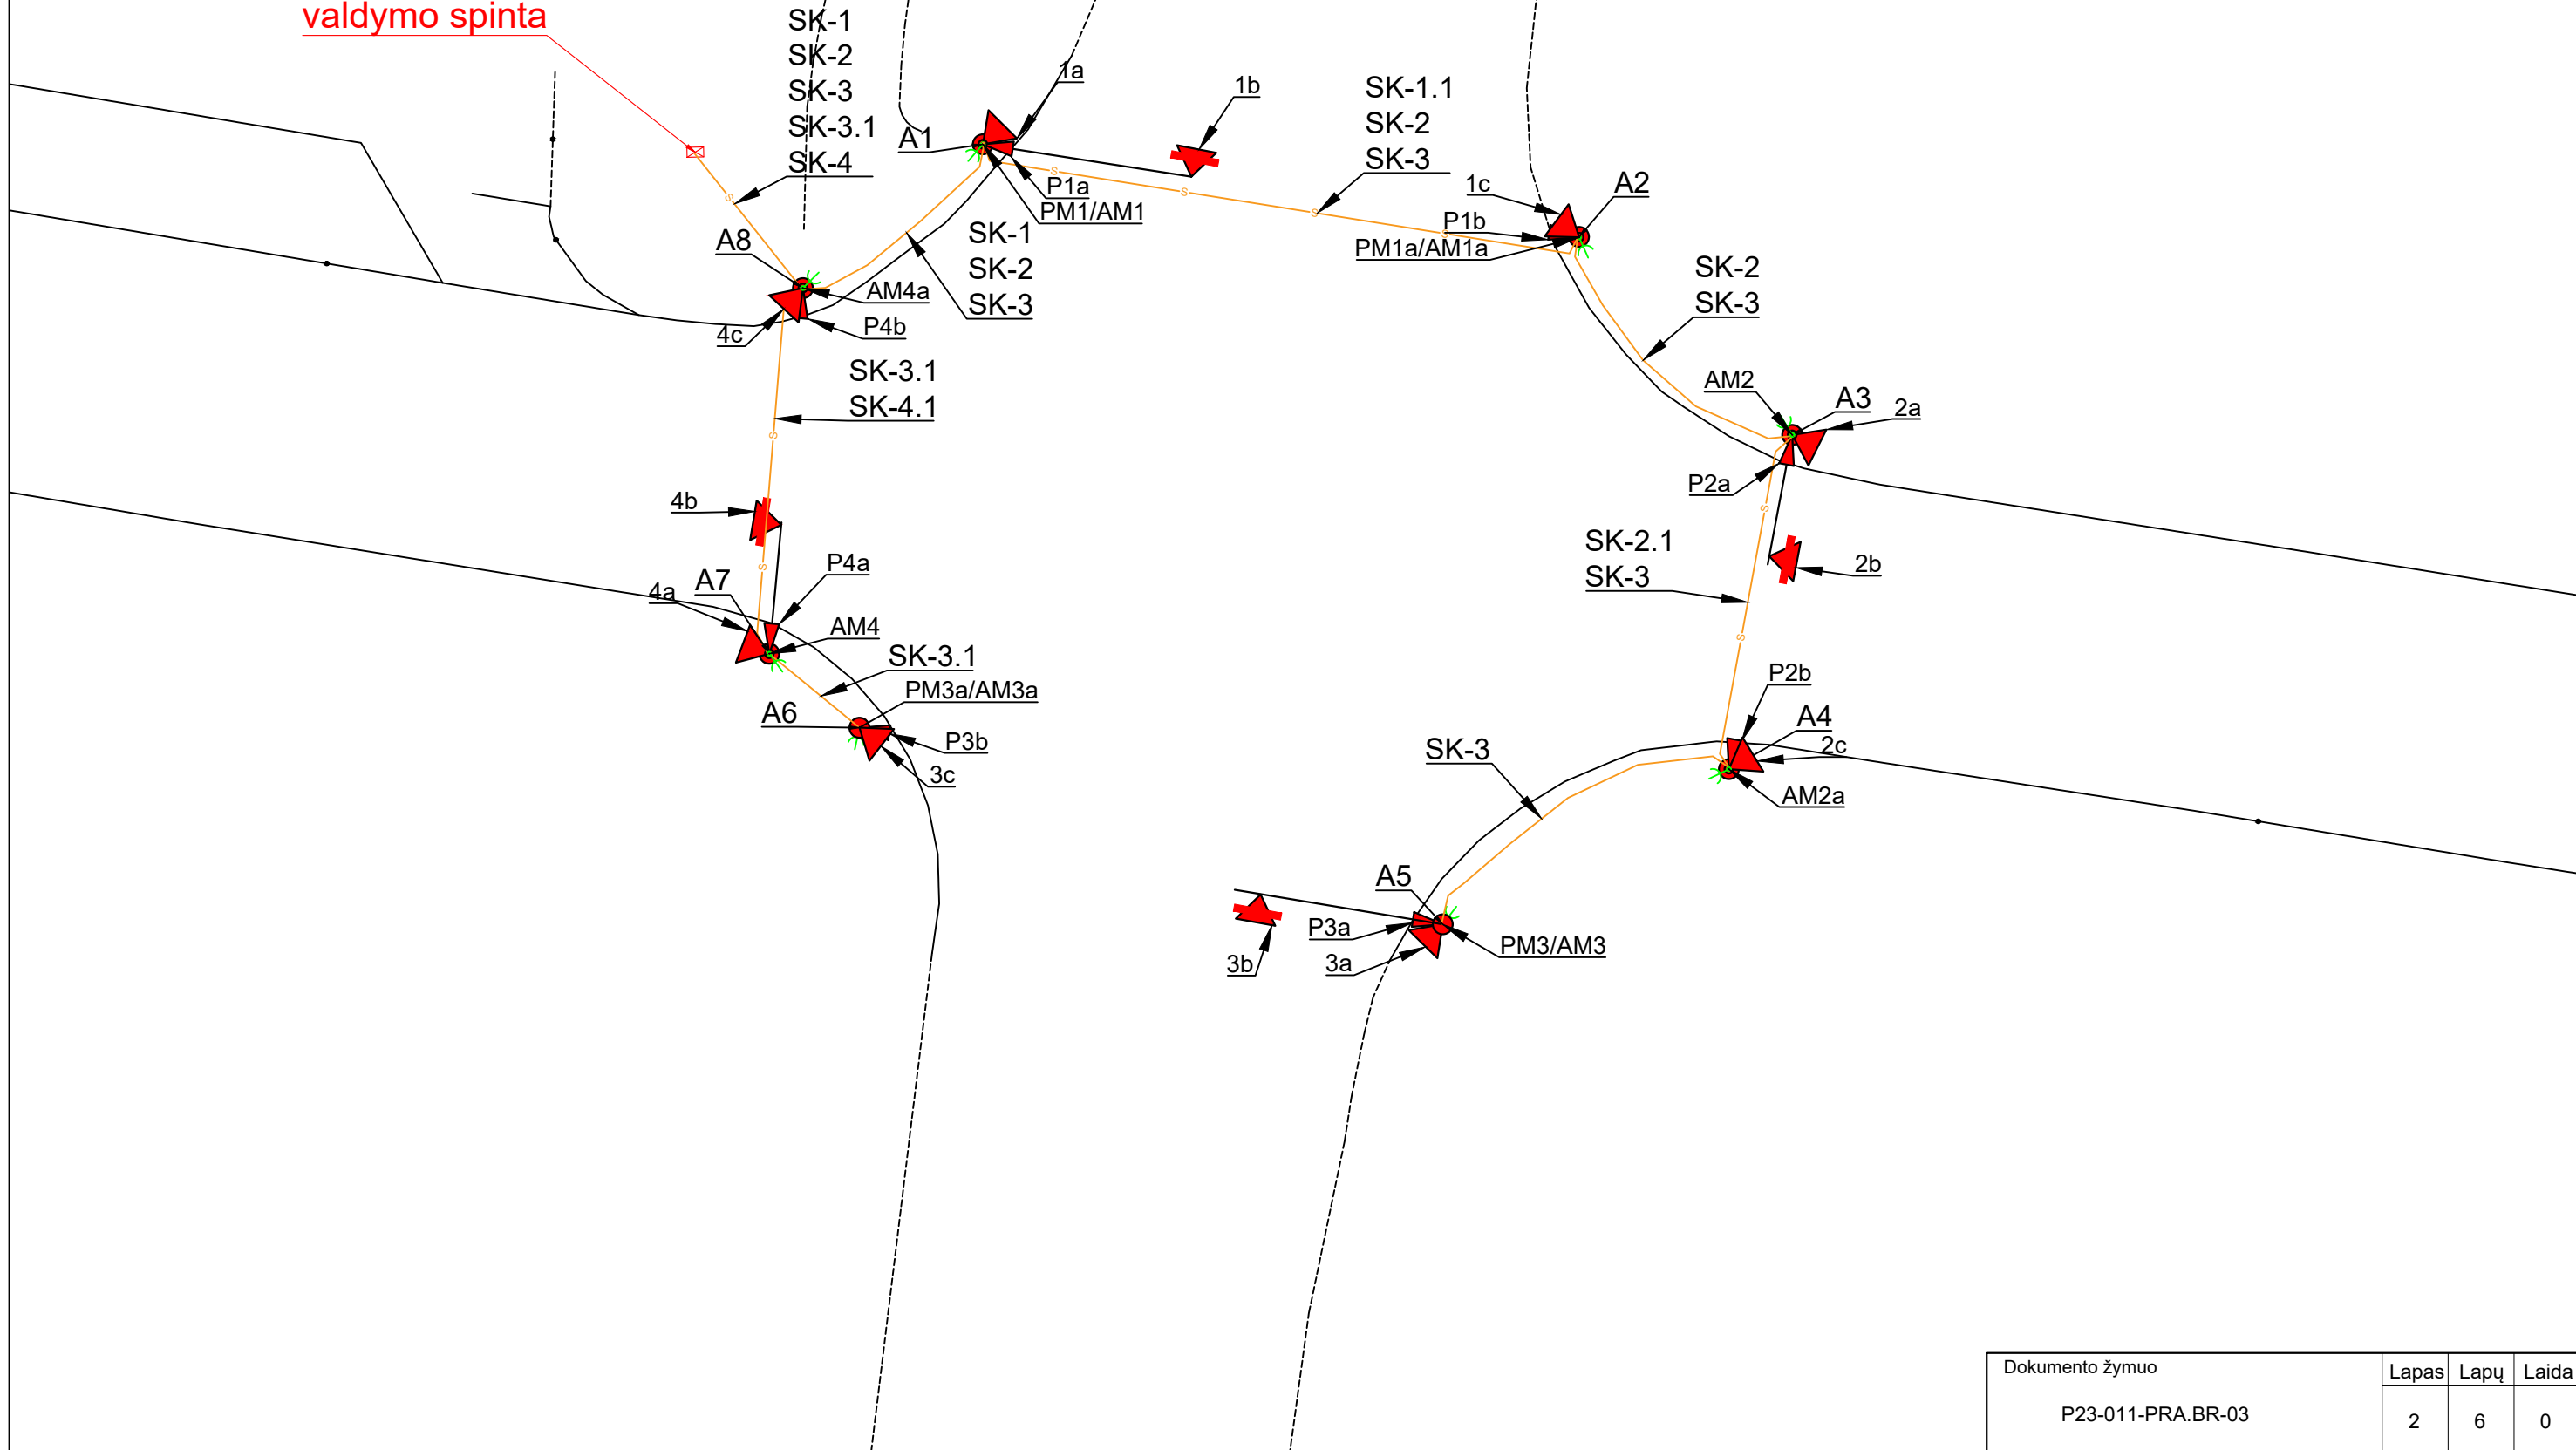 valdymo spinta
SK-1
SK-2
SK-3
SK-3.1
SK-4
1a
1b
SK-1.1
SK-2
SK-3
A1
P1a
PM1/AM1
1c
A2
P1b
PM1a/AM1a
A8
AM4a
P4b
4c
SK-1
SK-2
SK-3
SK-2
SK-3
SK-3.1
SK-4.1
AM2
A3
2a
P2a
4b
SK-2.1
SK-3
2b
P4a
A7
4a
AM4
SK-3.1
PM3a/AM3a
A6
P3b
3c
P2b
A4
2c
AM2a
SK-3
A5
P3a
PM3/AM3
3b
3a
S
S
S
S
S
S
S
S
S
Dokumento žymuo
Lapas Lapų Laida
P23-011-PRA.BR-03
2 6 0